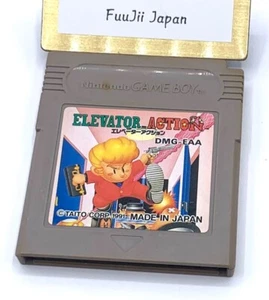 FuuJii Japan
Nintendo GAME BOY
ELEVATOR ACTION
エレベーターアクション
DMG-EAA
© TAITO CORP. 1991 MADE IN JAPAN